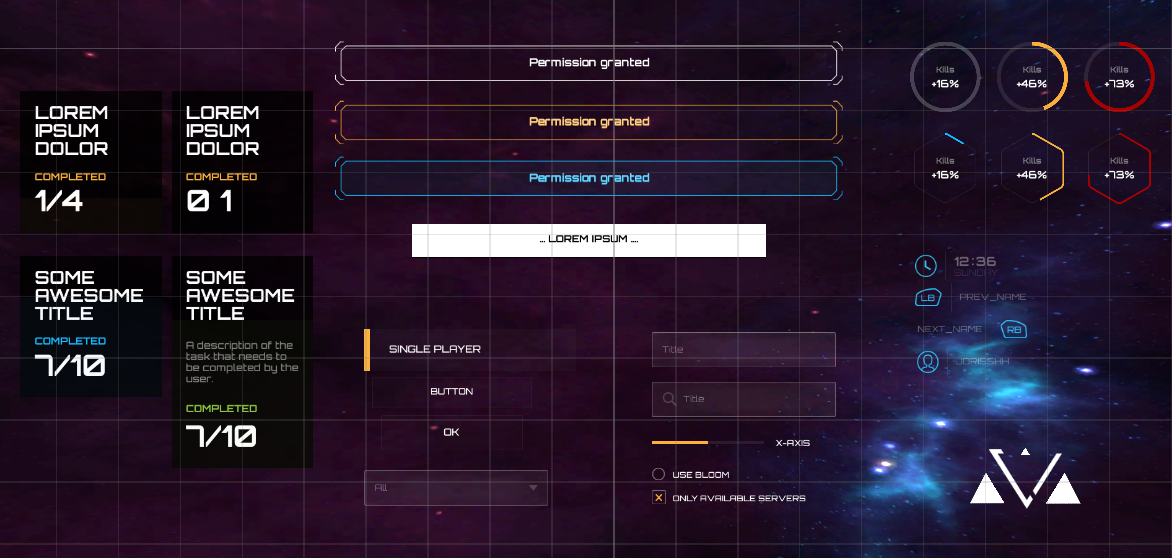 LOREM
IPSUM
DOLOR
COMPLETED
1/4
LOREM
IPSUM
DOLOR
COMPLETED
0 1
SOME
AWESOME
TITLE
COMPLETED
7/10
SOME
AWESOME
TITLE
A description of the
task that needs to
be completed by the
user.
COMPLETED
7/10
Permission granted
Permission granted
Permission granted
... LOREM IPSUM ...
SINGLE PLAYER
BUTTON
OK
All
Title
Title
X-AXIS
USE BLOOM
ONLY AVAILABLE SERVERS
Kills
+16%
Kills
+46%
Kills
+73%
Kills
+16%
Kills
+46%
Kills
+73%
12:36
SUNDAY
LB PREV_NAME
NEXT_NAME RB